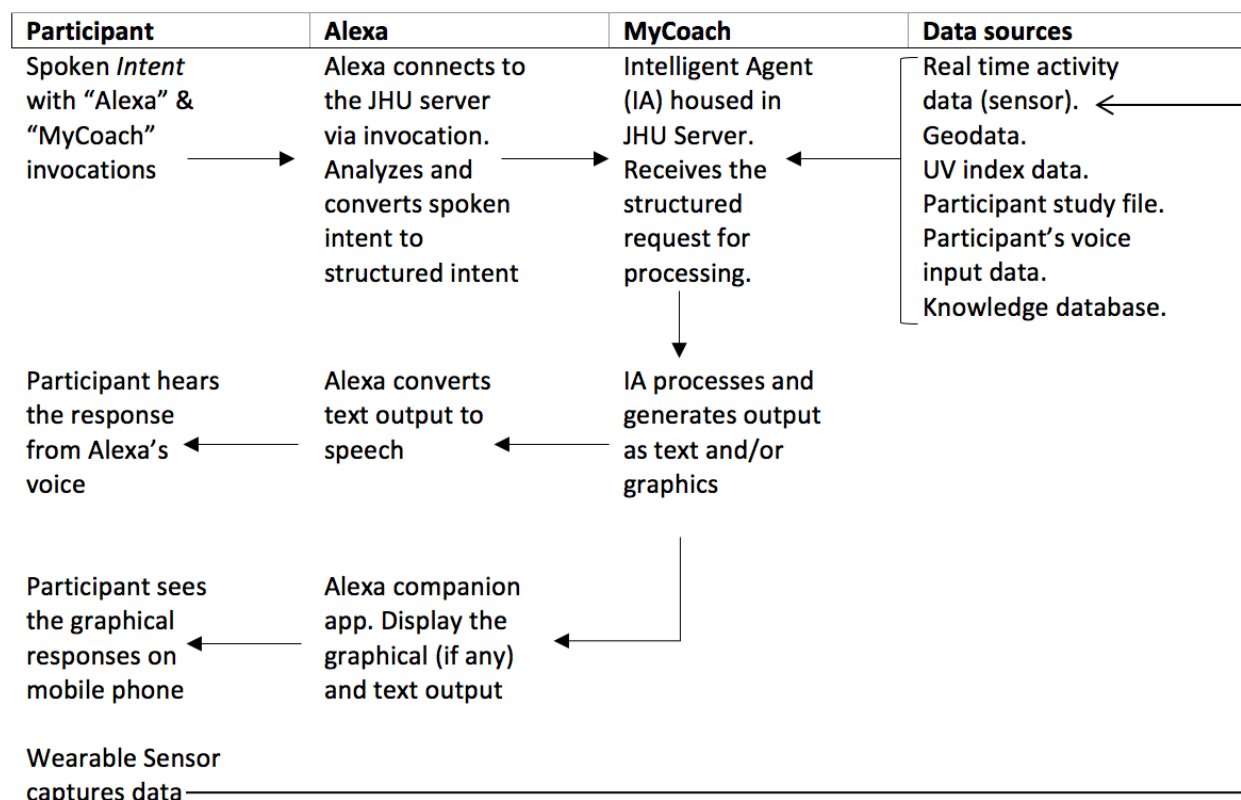 Participant
Alexa
MyCoach
Data sources
Spoken Intent
with “Alexa” &
“MyCoach”
invocations
Alexa connects to
the JHU server
via invocation.
Analyzes and
converts spoken
intent to
structured intent
Intelligent Agent
(IA) housed in
JHU Server.
Receives the
structured
request for
processing.
Real time activity
data (sensor).
Geodata.
UV index data.
Participant study file.
Participant’s voice
input data.
Knowledge database.
Participant hears
the response
from Alexa’s
voice
Alexa converts
text output to
speech
IA processes and
generates output
as text and/or
graphics
Participant sees
the graphical
responses on
mobile phone
Alexa companion
app. Display the
graphical (if any)
and text output
Wearable Sensor
captures data